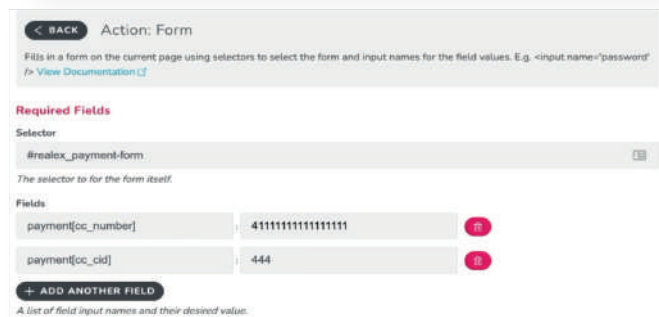 < BACK Action: Form
Fills in a form on the current page using selectors to select the form and input names for the field values. E.g. <input name='password'
/> View Documentation
Required Fields
Selector
#realex_payment-form
The selector to for the form itself.
Fields
payment[cc_number] : 41111111111111111
payment[cc_cid] : 444
+ ADD ANOTHER FIELD
A list of field input names and their desired value.